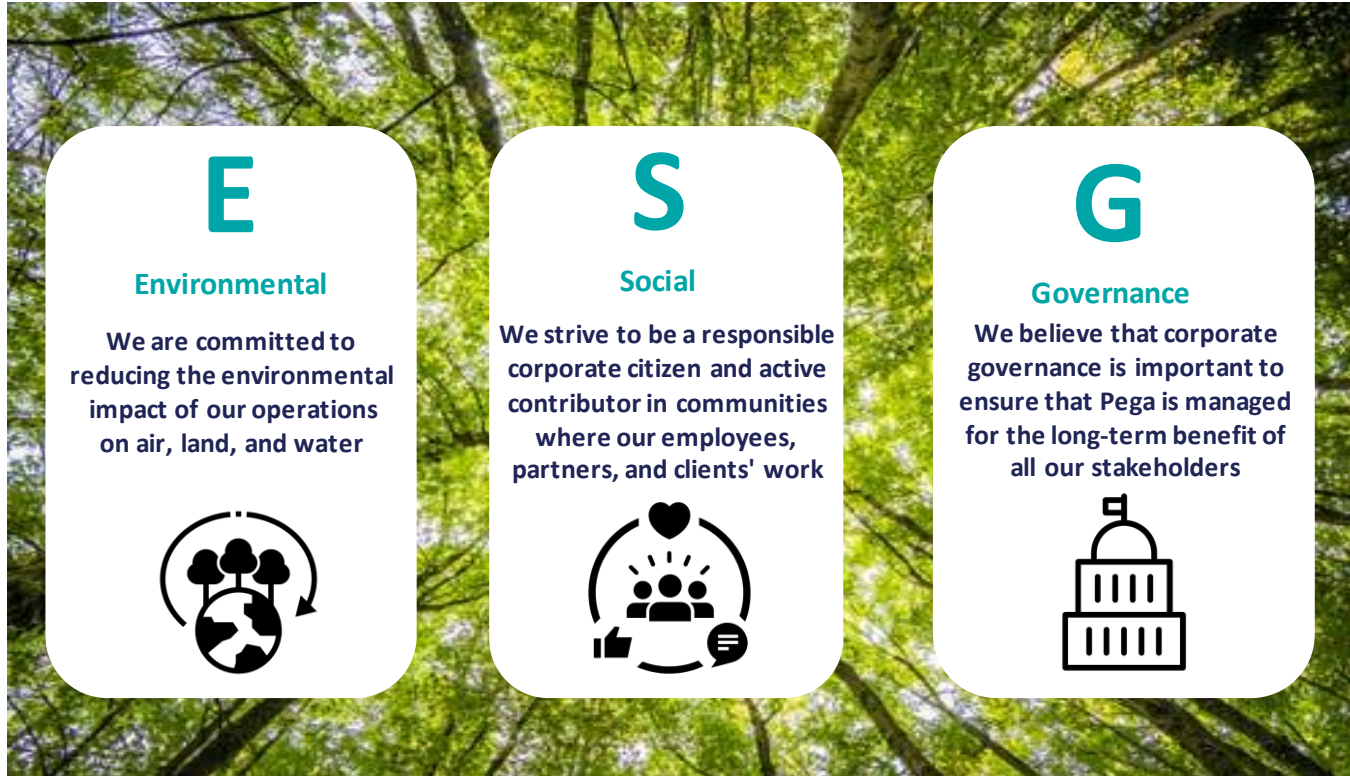 E
Environmental
We are committed to
reducing the environmental
impact of our operations
on air, land, and water
S
Social
We strive to be a responsible
corporate citizen and active
contributor in communities
where our employees,
partners, and clients' work
G
Governance
We believe that corporate
governance is important to
ensure that Pega is managed
for the long-term benefit of
all our stakeholders